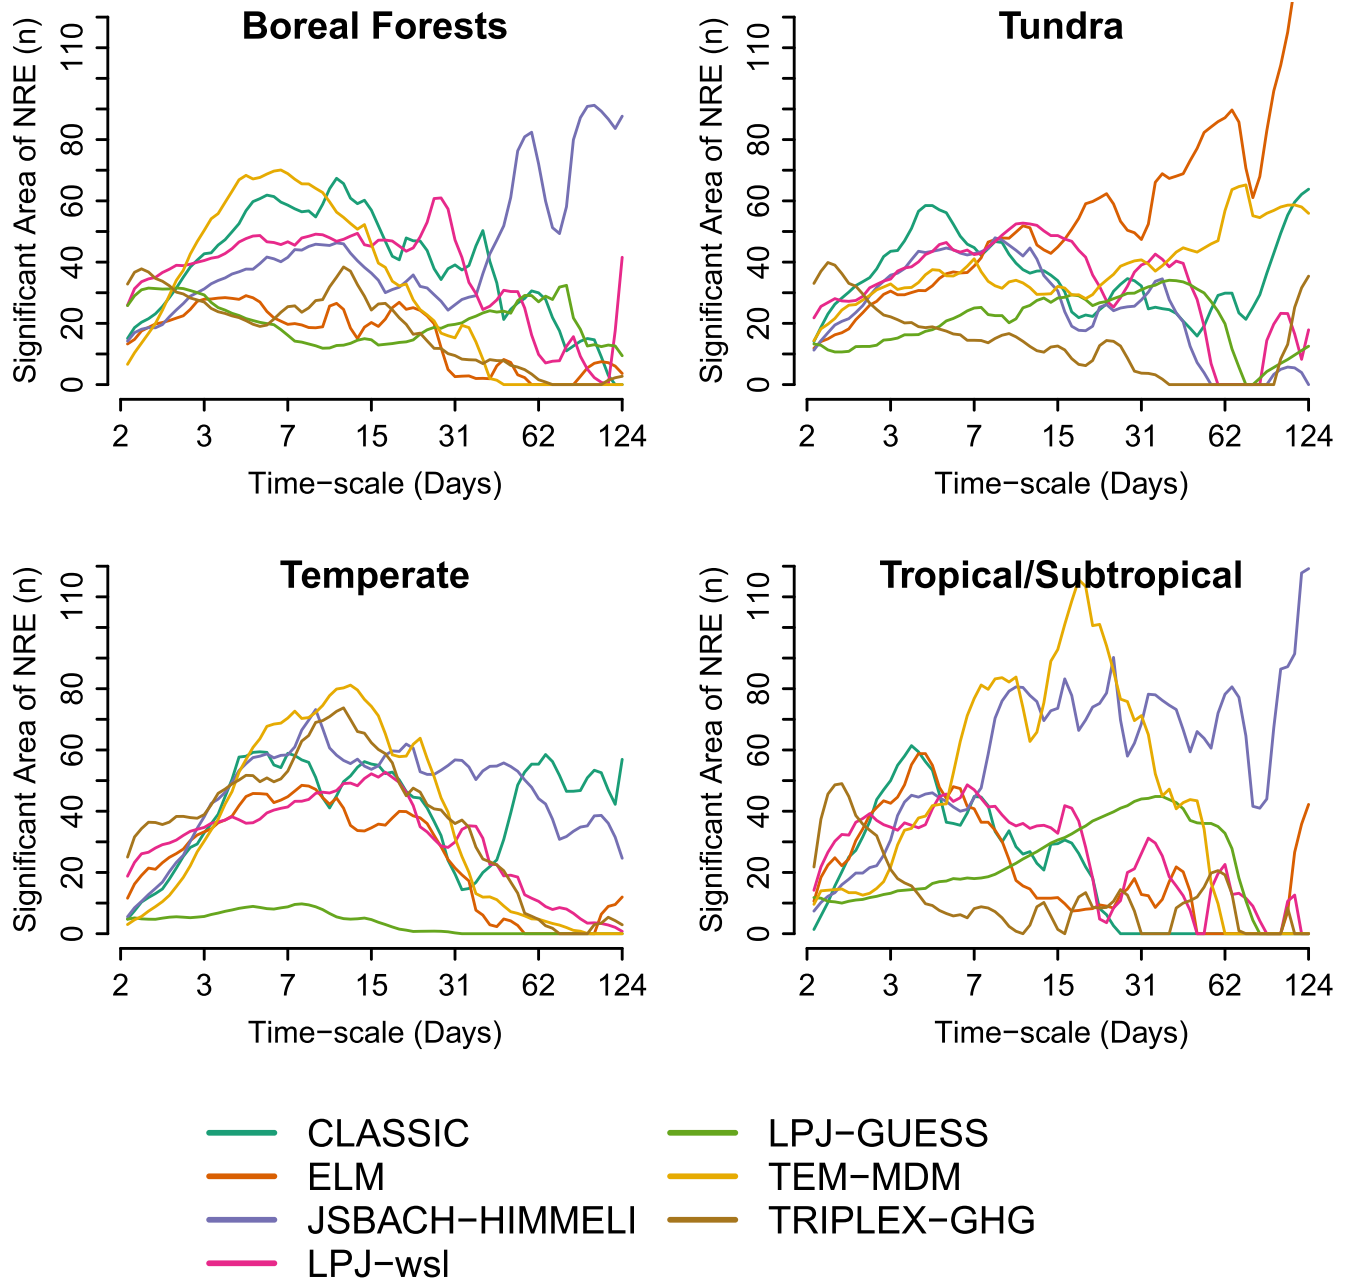 Boreal Forests
Significant Area of NRE (n)
0 20 40 60 80 110
2 3 7 15 31 62 124
Time−scale (Days)
Tundra
Significant Area of NRE (n)
0 20 40 60 80 110
2 3 7 15 31 62 124
Time−scale (Days)
Temperate
Significant Area of NRE (n)
0 20 40 60 80 110
2 3 7 15 31 62 124
Time−scale (Days)
Tropical/Subtropical
Significant Area of NRE (n)
0 20 40 60 80 110
2 3 7 15 31 62 124
Time−scale (Days)
CLASSIC
ELM
JSBACH−HIMMELI
LPJ−wsl
LPJ−GUESS
TEM−MDM
TRIPLEX−GHG